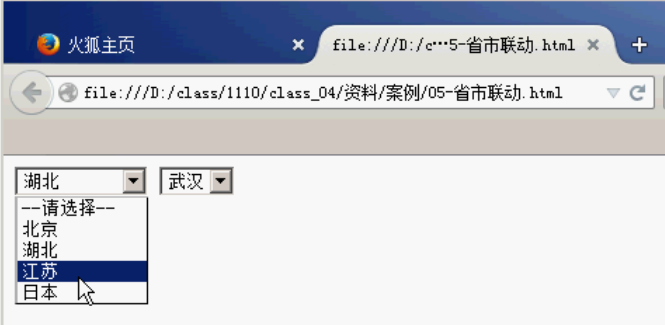 火狐主页
file:///D:/c…5-省市联动.html
file:///D:/class/1110/class_04/资料/案例/05-省市联动.html
湖北 武汉
--请选择--
北京
湖北
江苏
日本